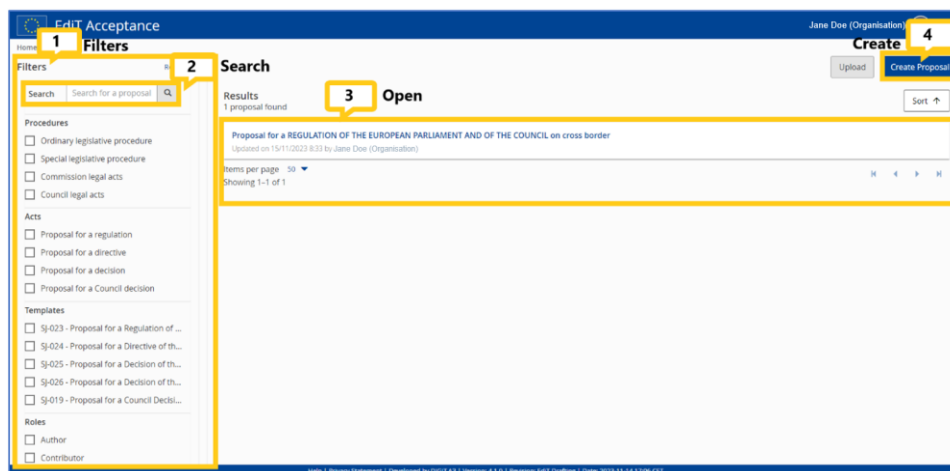 EdiT Acceptance
Jane Doe (Organisation)
Home
1
Filters
Create
4
Filters
2
Search
Upload
Create Proposal
Search
Search for a proposal
Results
3
Open
1 proposal found
Sort
Procedures
Ordinary legislative procedure
Special legislative procedure
Commission legal acts
Council legal acts
Proposal for a REGULATION OF THE EUROPEAN PARLIAMENT AND OF THE COUNCIL on cross border
Updated on 15/11/2023 8:33 by Jane Doe (Organisation)
Items per page 50
Showing 1–1 of 1
Acts
Proposal for a regulation
Proposal for a directive
Proposal for a decision
Proposal for a Council decision
Templates
SJ-023 - Proposal for a Regulation of ...
SJ-024 - Proposal for a Directive of th...
SJ-025 - Proposal for a Decision of th...
SJ-026 - Proposal for a Decision of th...
SJ-019 - Proposal for a Council Decisi...
Roles
Author
Contributor